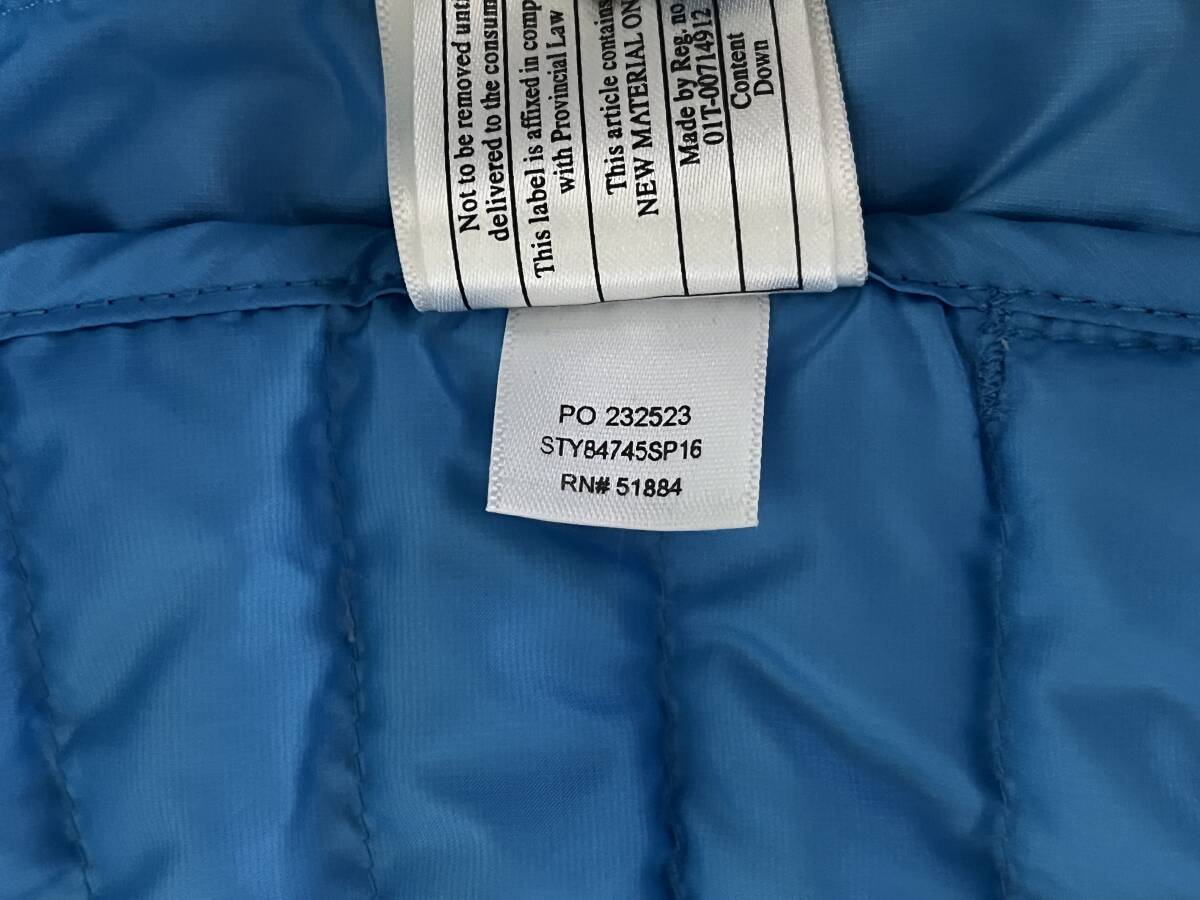 Not to be removed until
delivered to the consum
This label is affixed in comp
with Provincial Law
This article contains
NEW MATERIAL ON
Made by Reg. no
01T-00714912
Content
Down
PO 232523
STY84745SP16
RN# 51884